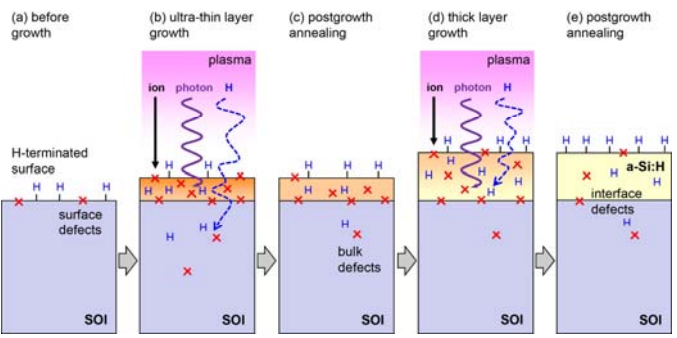 (a) before
growth
(b) ultra-thin layer
growth
(c) postgrowth
annealing
(d) thick layer
growth
(e) postgrowth
annealing
plasma
ion photon H
plasma
ion photon H
H-terminated
surface
H H H
surface
defects
SOI
H H
H H H H
H
H
SOI
H H
H
H
bulk
defects
SOI
H H H
H H
H H
H
SOI
H H H H H
a-Si:H
H H
interface
defects
H
SOI